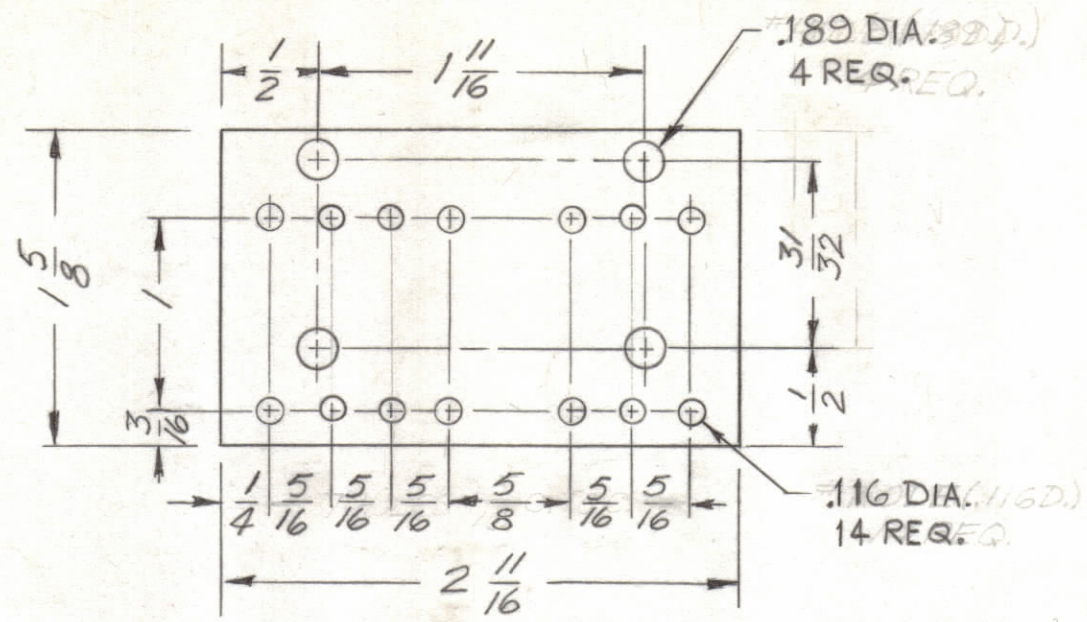 .189 DIA.
4 REQ.
1/2
1 11/16
1 5/8
1
3/16
31/32
1/2
1/4 5/16 5/16 5/16 5/8 5/16 5/16
.116 DIA.
14 REQ.
2 11/16